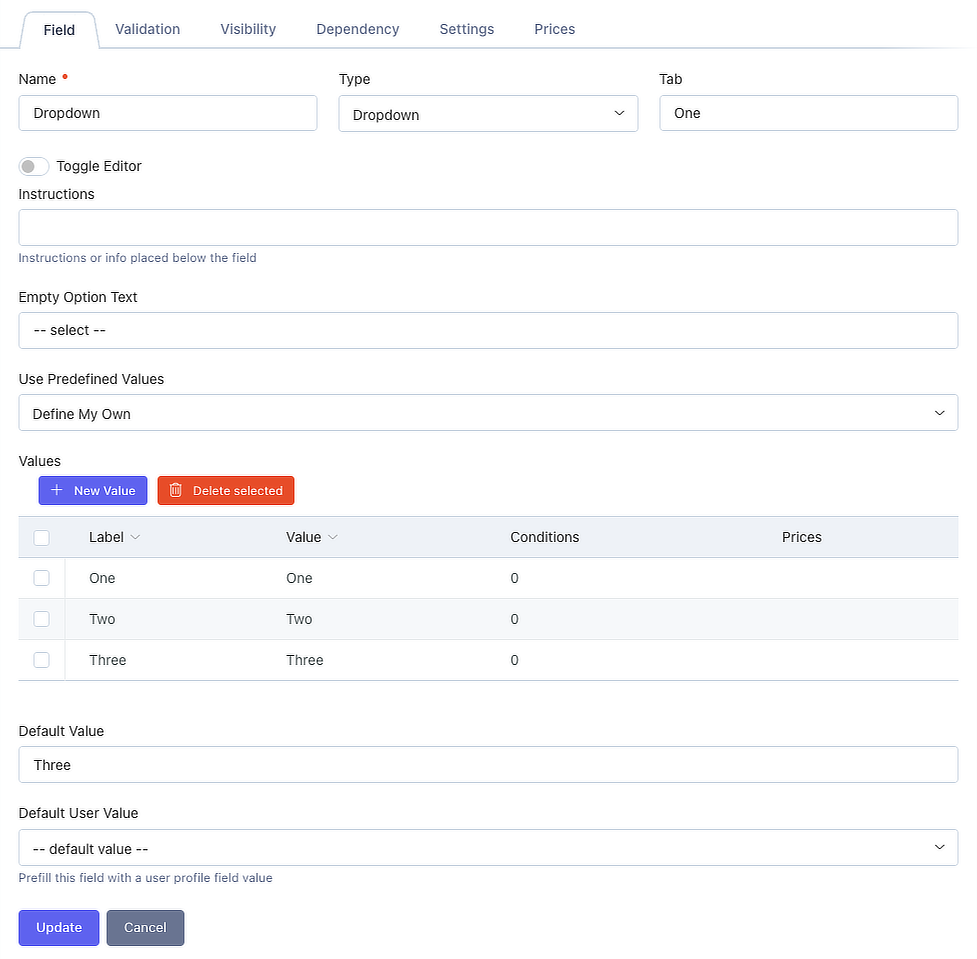 Field Validation Visibility Dependency Settings Prices
Name * Type Tab
Dropdown Dropdown One
Toggle Editor
Instructions
Instructions or info placed below the field
Empty Option Text
-- select --
Use Predefined Values
Define My Own
Values
+ New Value Delete selected
Label Value Conditions Prices
One One 0
Two Two 0
Three Three 0
Default Value
Three
Default User Value
-- default value --
Prefill this field with a user profile field value
Update Cancel